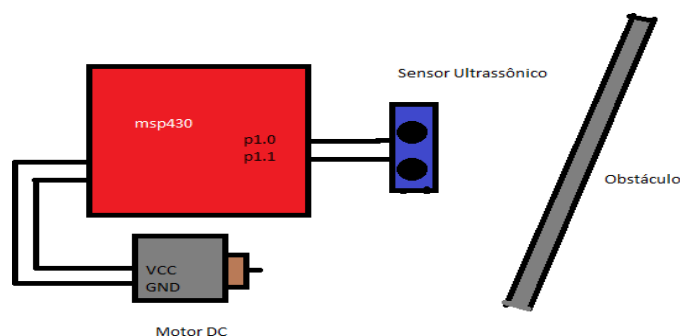 Sensor Ultrassônico
msp430
p1.0
p1.1
Obstáculo
VCC
GND
Motor DC